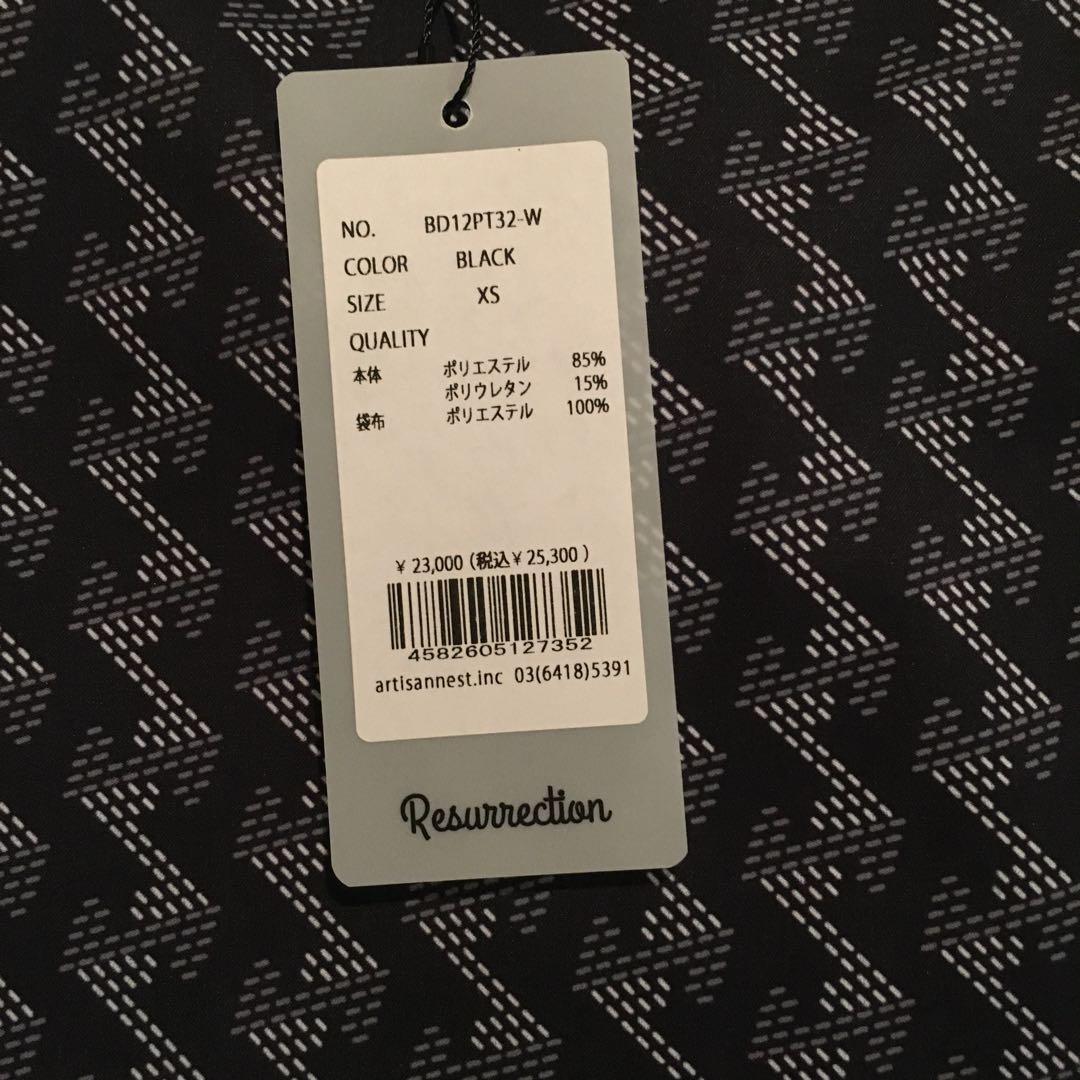 NO. BD12PT32-W
COLOR BLACK
SIZE XS
QUALITY
本体 ポリエステル 85%
ポリウレタン 15%
袋布 ポリエステル 100%
¥ 23,000 (税込¥ 25,300 )
4582605127352
artisannest.inc 03(6418)5391
Resurrection